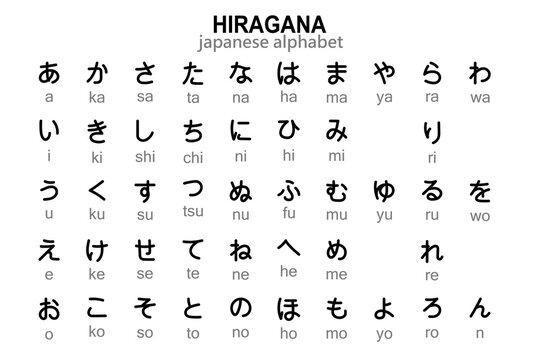 HIRAGANA
japanese alphabet
あ か さ た な は ま や ら わ
a ka sa ta na ha ma ya ra wa
い き し ち に ひ み り
i ki shi chi ni hi mi ri
う く す つ ぬ ふ む ゆ る を
u ku su tsu nu fu mu yu ru wo
え け せ て ね へ め れ
e ke se te ne he me re
お こ そ と の ほ も よ ろ ん
o ko so to no ho mo yo ro n